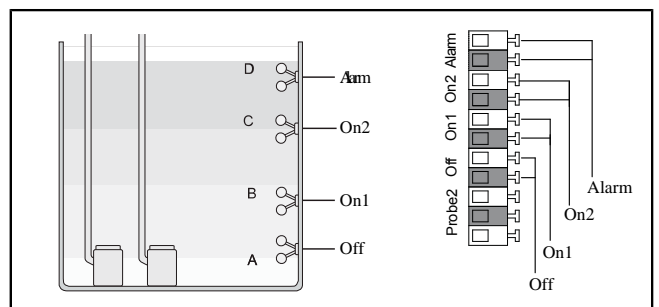 D
Alarm
C
On2
B
On1
Off
A
Alarm
On2
On1
Off
Probe2
Alarm
On2
On1
Off